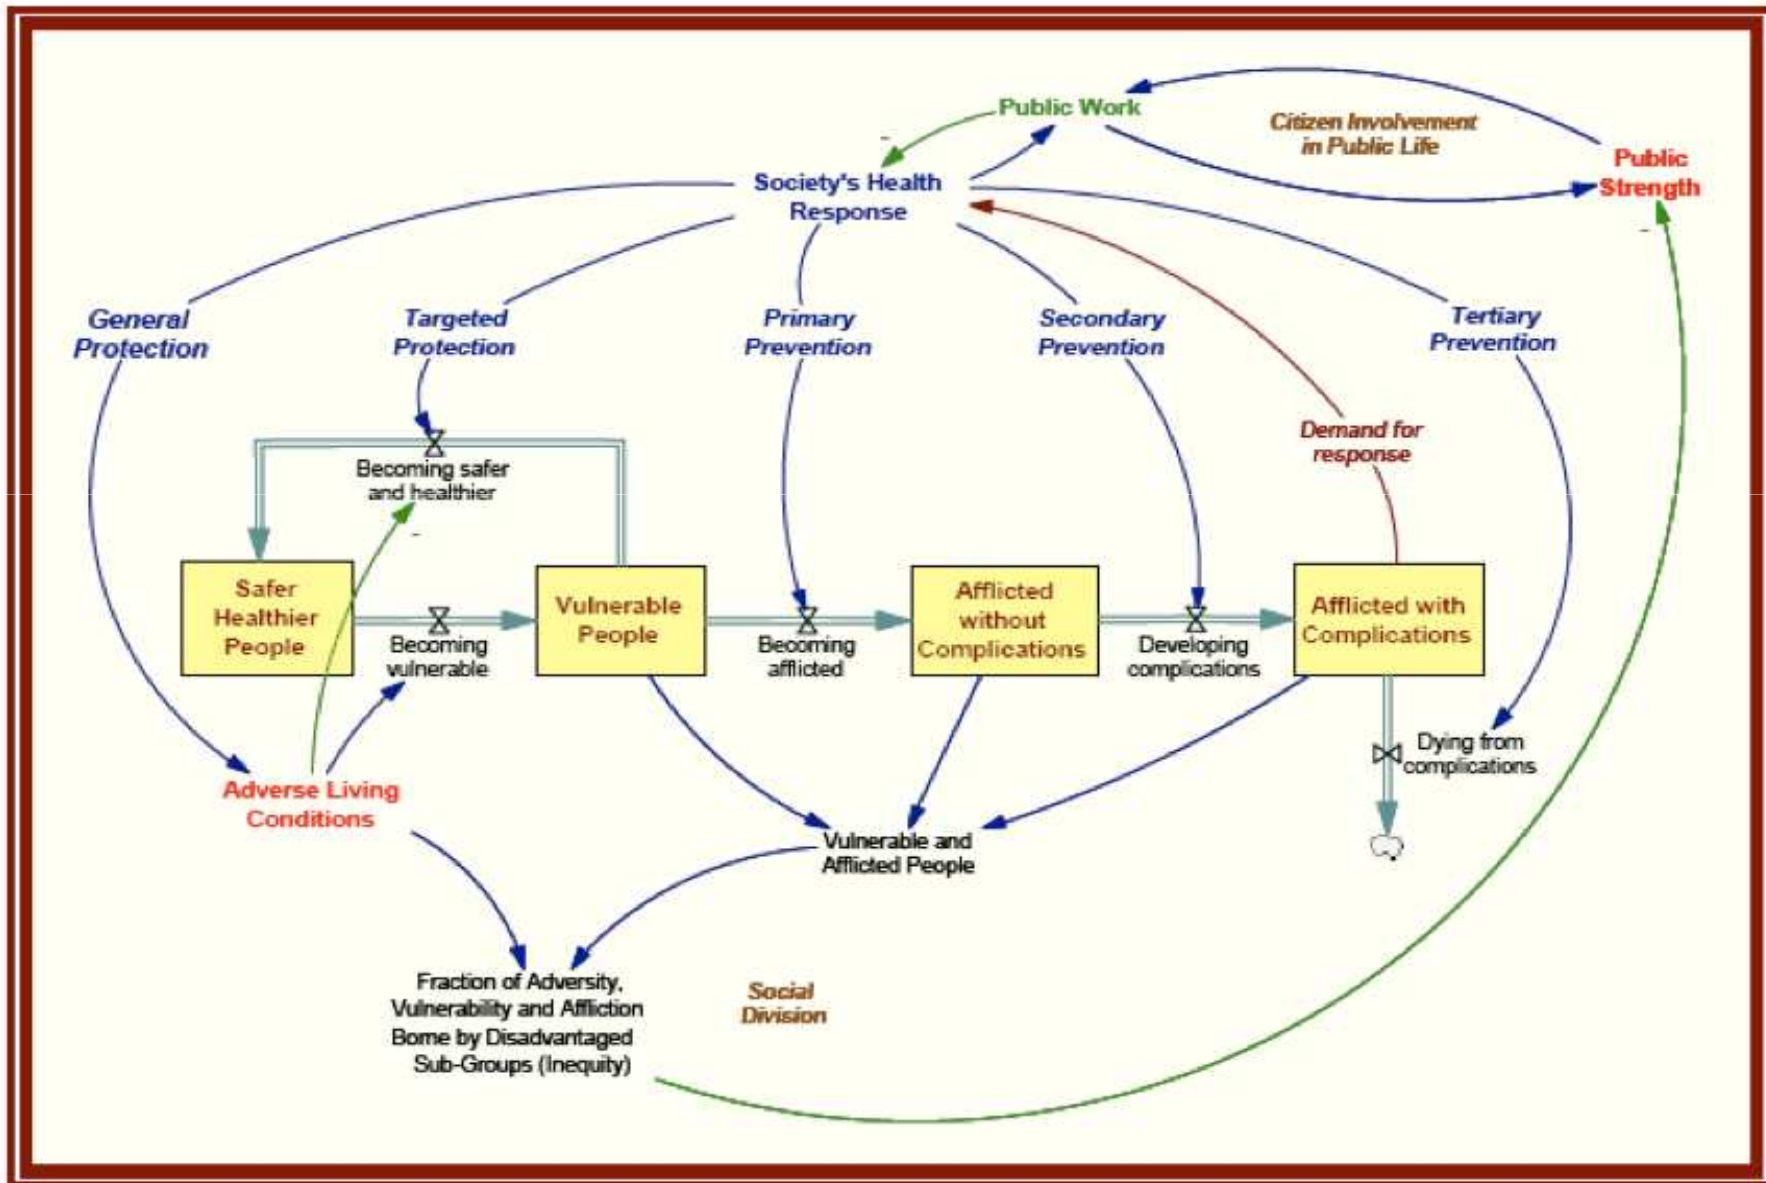 Public Work
Citizen Involvement
in Public Life
Public
Strength
Society's Health
Response
General
Protection
Targeted
Protection
Primary
Prevention
Secondary
Prevention
Tertiary
Prevention
Demand for
response
Becoming safer
and healthier
Safer
Healthier
People
Becoming
vulnerable
Vulnerable
People
Becoming
afflicted
Afflicted
without
Complications
Developing
complications
Afflicted with
Complications
Dying from
complications
Adverse Living
Conditions
Vulnerable and
Afflicted People
Fraction of Adversity,
Vulnerability and Affliction
Borne by Disadvantaged
Sub-Groups (Inequity)
Social
Division